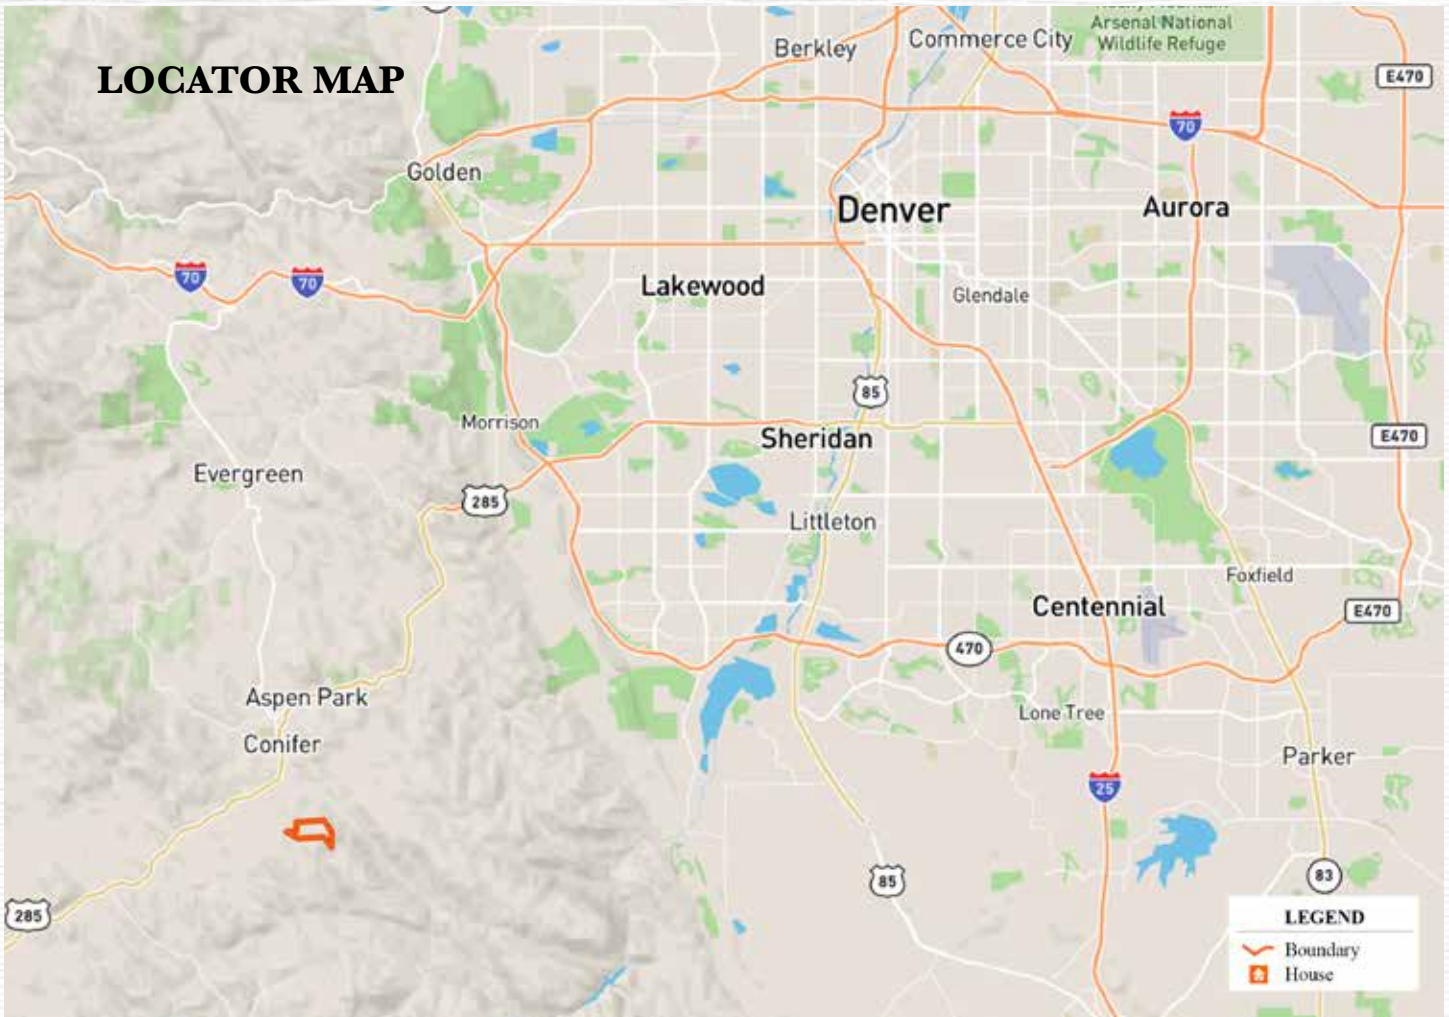 Rocky Mountain
Arsenal National
Wildlife Refuge
Berkley
Commerce City
E470
LOCATOR MAP
70
Golden
Denver
Aurora
70
70
Lakewood
Glendale
85
Morrison
Sheridan
E470
Evergreen
285
Littleton
Foxfield
Centennial
E470
470
Aspen Park
Lone Tree
Conifer
Parker
25
85
83
285
LEGEND
Boundary
House